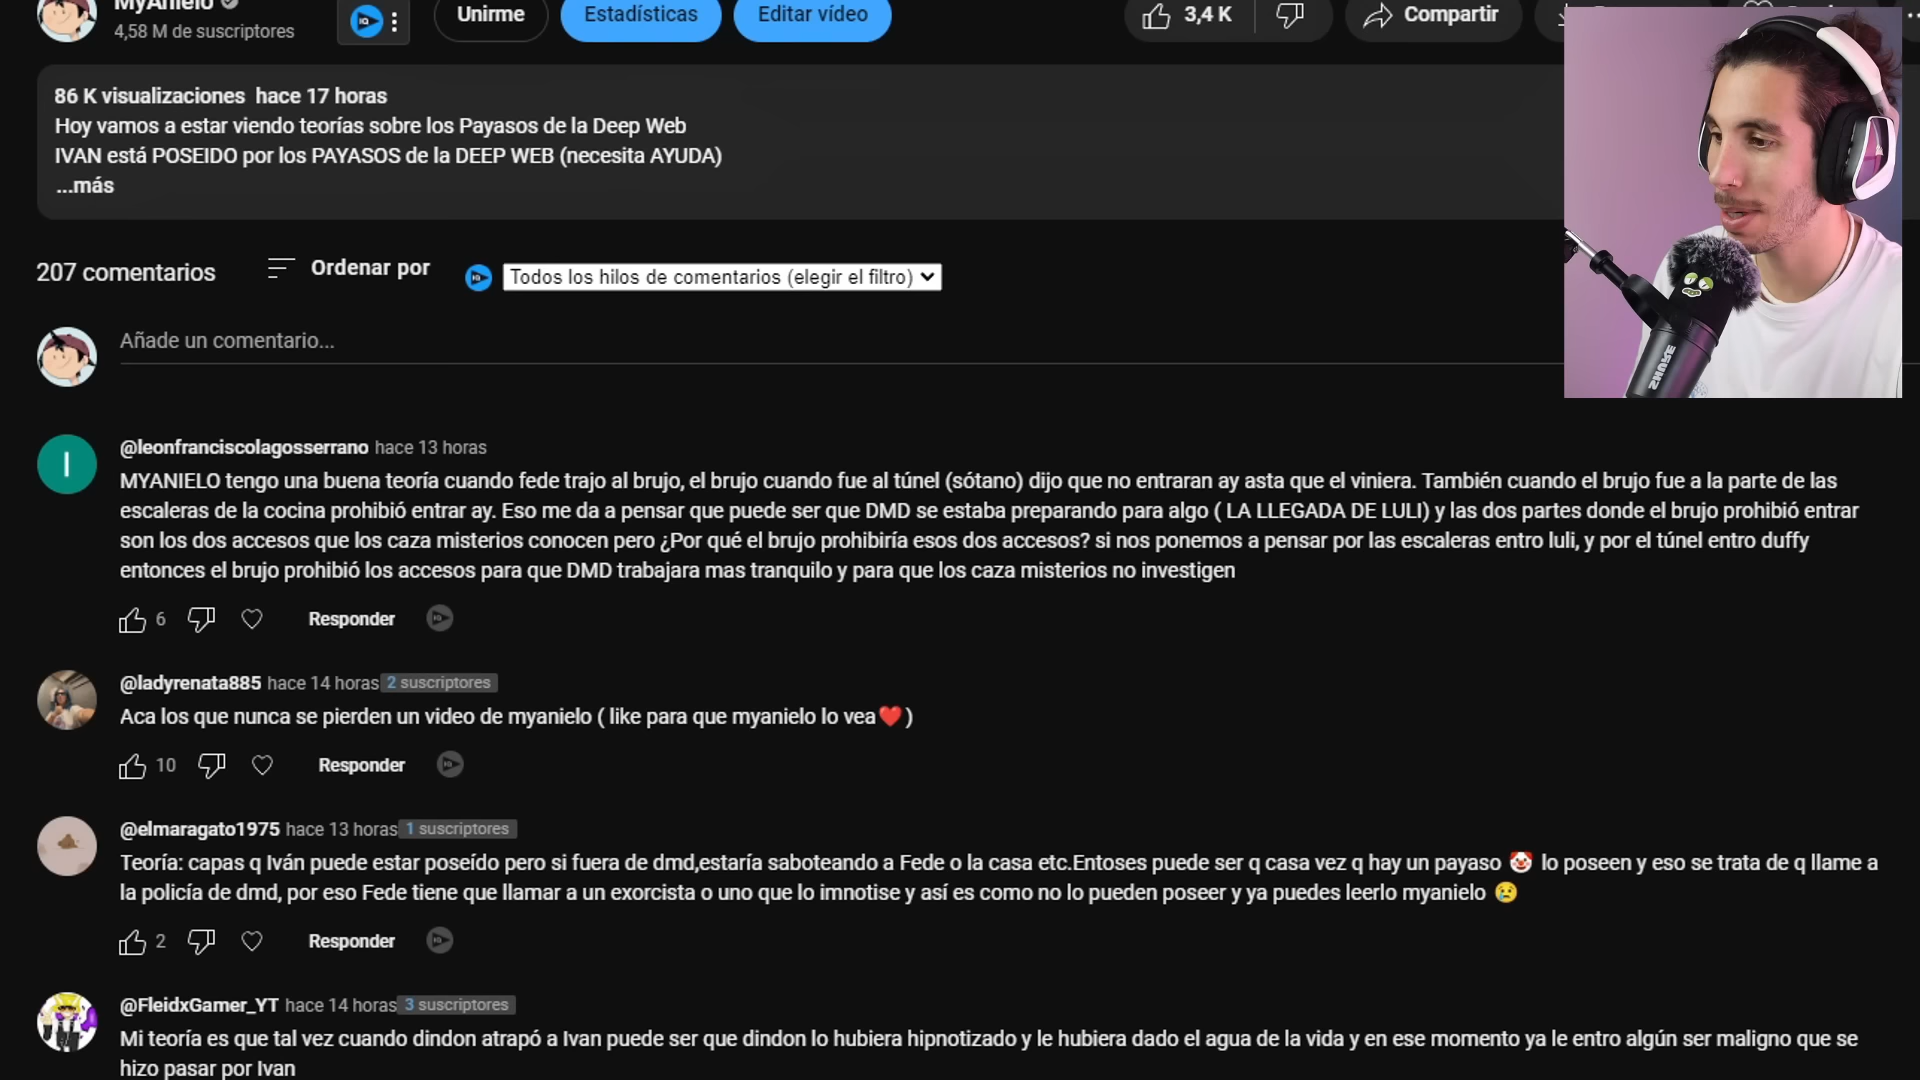 MyAnielo
4,58 M de suscriptores
Unirme
Estadísticas
Editar vídeo
3,4 K
Compartir
86 K visualizaciones hace 17 horas
Hoy vamos a estar viendo teorías sobre los Payasos de la Deep Web
IVAN está POSEIDO por los PAYASOS de la DEEP WEB (necesita AYUDA)
...más
207 comentarios
Ordenar por
Todos los hilos de comentarios (elegir el filtro)
Añade un comentario...
SHURE
I
@leonfranciscolagosserrano hace 13 horas
MYANIELO tengo una buena teoría cuando fede trajo al brujo, el brujo cuando fue al túnel (sótano) dijo que no entraran ay asta que el viniera. También cuando el brujo fue a la parte de las
escaleras de la cocina prohibió entrar ay. Eso me da a pensar que puede ser que DMD se estaba preparando para algo ( LA LLEGADA DE LULI) y las dos partes donde el brujo prohibió entrar
son los dos accesos que los caza misterios conocen pero ¿Por qué el brujo prohibiría esos dos accesos? si nos ponemos a pensar por las escaleras entro luli, y por el túnel entro duffy
entonces el brujo prohibió los accesos para que DMD trabajara mas tranquilo y para que los caza misterios no investigen
6
Responder
@ladyrenata885 hace 14 horas 2 suscriptores
Aca los que nunca se pierden un video de myanielo ( like para que myanielo lo vea❤️)
10
Responder
@elmaragato1975 hace 13 horas 1 suscriptores
Teoría: capas q Iván puede estar poseído pero si fuera de dmd,estaría saboteando a Fede o la casa etc.Entoses puede ser q casa vez q hay un payaso 🤡 lo poseen y eso se trata de q llame a
la policía de dmd, por eso Fede tiene que llamar a un exorcista o uno que lo imnotise y así es como no lo pueden poseer y ya puedes leerlo myanielo 😢
2
Responder
@FleidxGamer_YT hace 14 horas 3 suscriptores
Mi teoría es que tal vez cuando dindon atrapó a Ivan puede ser que dindon lo hubiera hipnotizado y le hubiera dado el agua de la vida y en ese momento ya le entro algún ser maligno que se
hizo pasar por Ivan